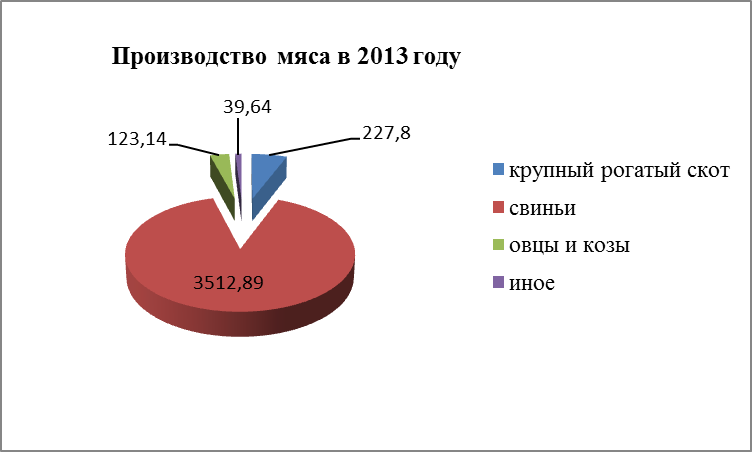 Производство мяса в 2013 году
39,64
123,14
227,8
3512,89
крупный рогатый скот
свиньи
овцы и козы
иное